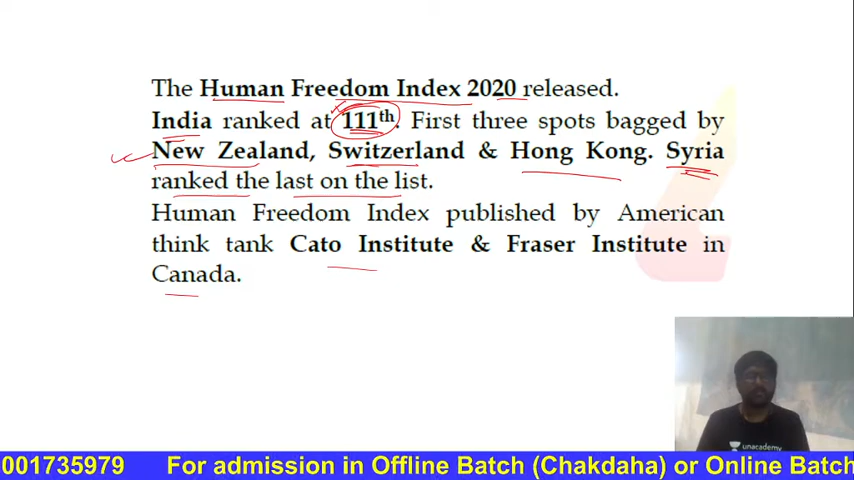 The Human Freedom Index 2020 released.
India ranked at 111th. First three spots bagged by
New Zealand, Switzerland & Hong Kong. Syria
ranked the last on the list.
Human Freedom Index published by American
think tank Cato Institute & Fraser Institute in
Canada.
unacademy
001735979 For admission in Offline Batch (Chakdaha) or Online Batch